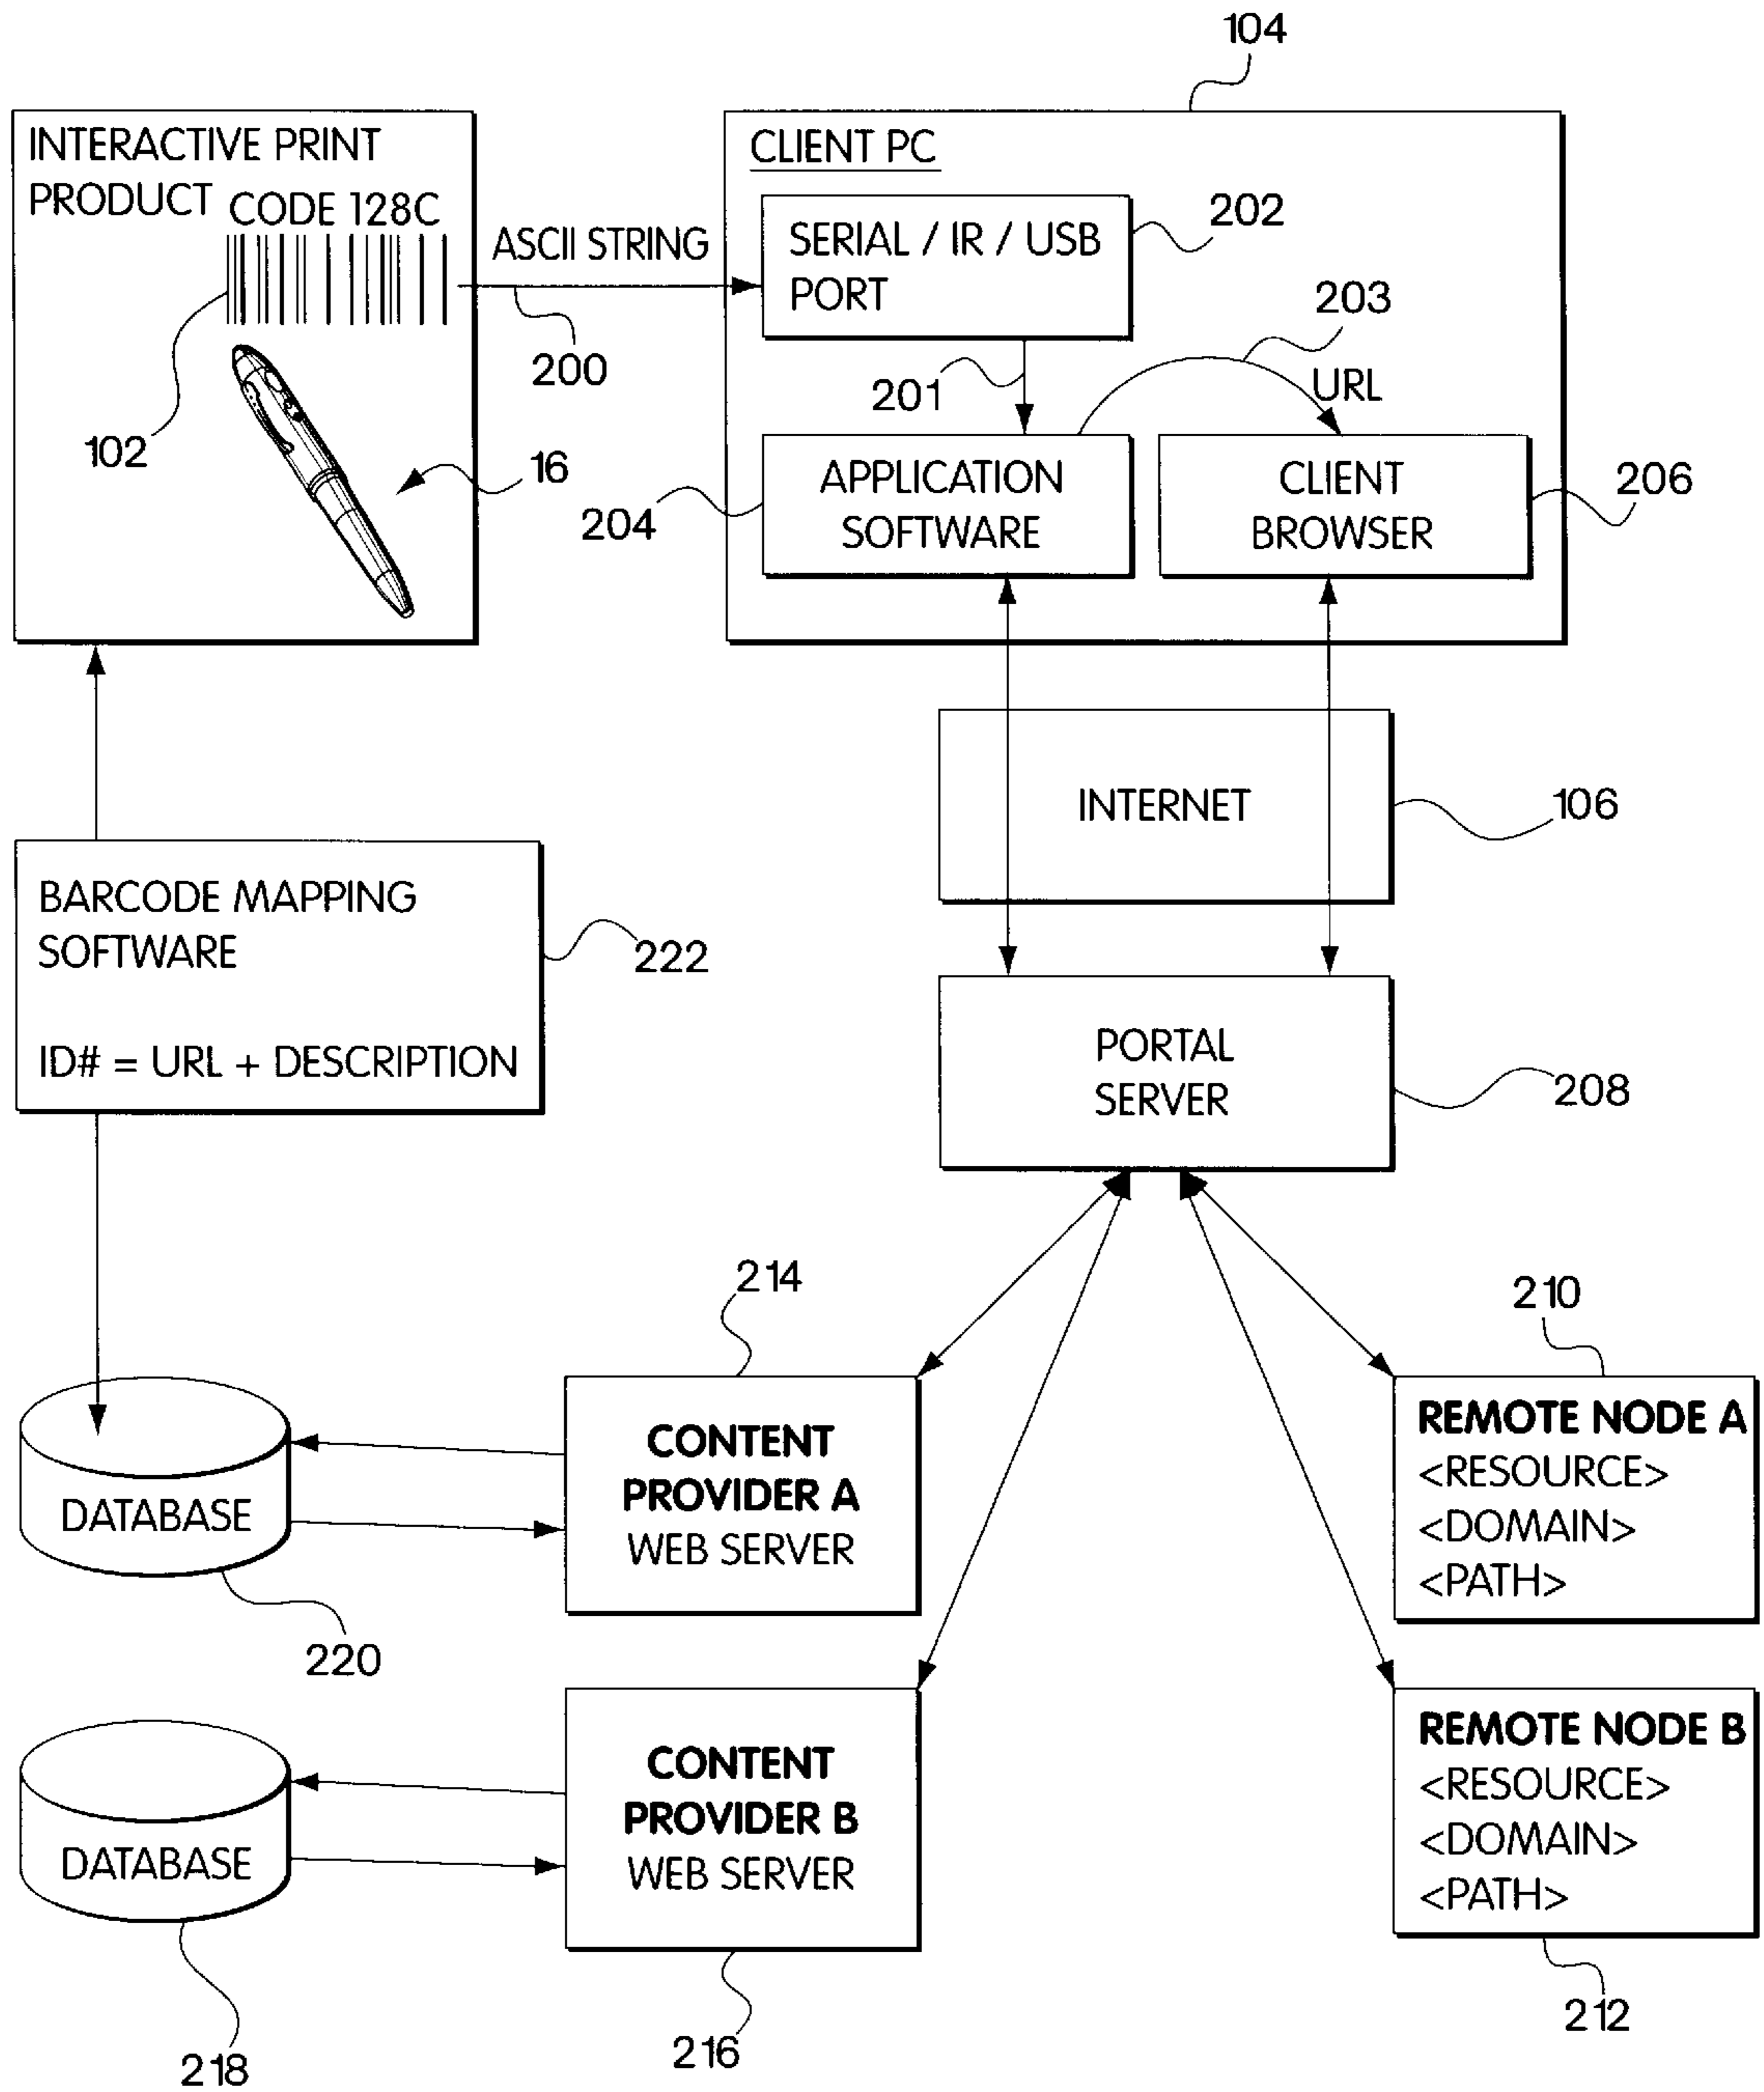 104
INTERACTIVE PRINT
PRODUCT
CODE 128C
102
16
ASCII STRING
200
CLIENT PC
SERIAL / IR / USB
PORT
202
201
203
URL
APPLICATION
SOFTWARE
204
CLIENT
BROWSER
206
INTERNET
106
BARCODE MAPPING
SOFTWARE
ID# = URL + DESCRIPTION
222
PORTAL
SERVER
208
214
210
DATABASE
220
CONTENT
PROVIDER A
WEB SERVER
REMOTE NODE A
<RESOURCE>
<DOMAIN>
<PATH>
DATABASE
218
CONTENT
PROVIDER B
WEB SERVER
216
REMOTE NODE B
<RESOURCE>
<DOMAIN>
<PATH>
212